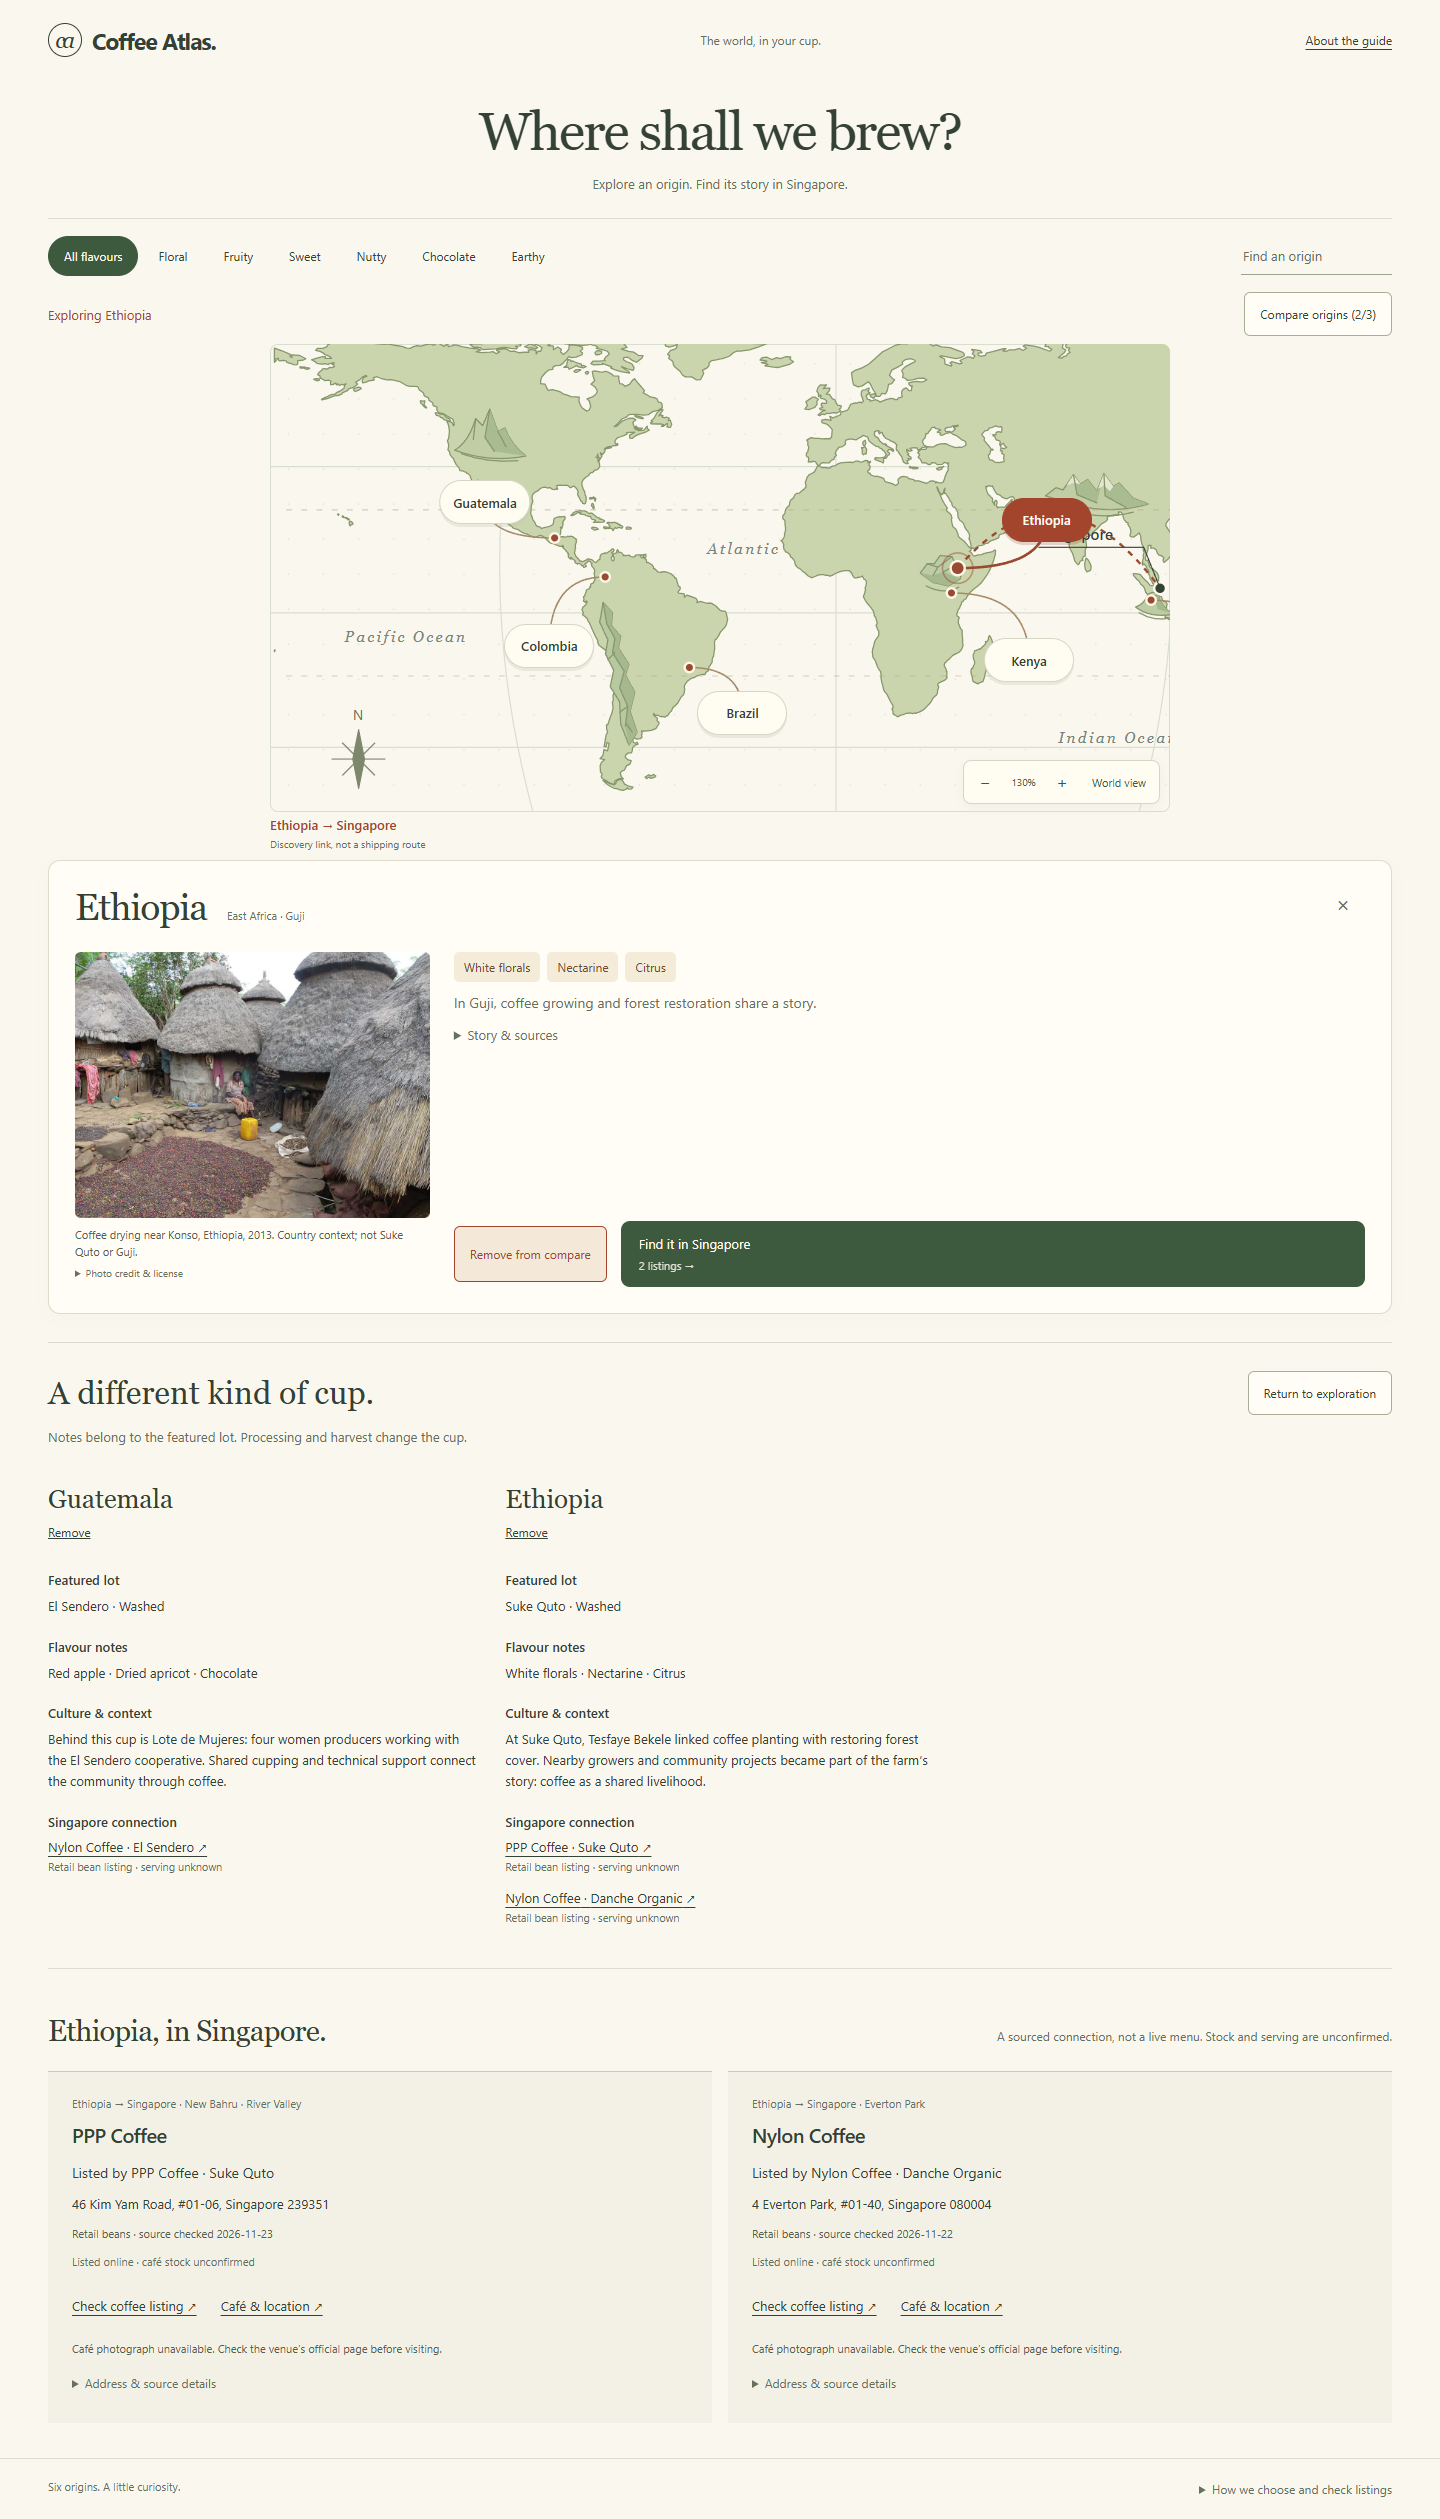 ca Coffee Atlas.
The world, in your cup.
About the guide
Where shall we brew?
Explore an origin. Find its story in Singapore.
All flavours
Floral
Fruity
Sweet
Nutty
Chocolate
Earthy
Find an origin
Exploring Ethiopia
Compare origins (2/3)
Guatemala
Ethiopia
pore
Atlantic
Pacific Ocean
Colombia
Kenya
Brazil
N
Indian Ocean
− 130% + World view
Ethiopia → Singapore
Discovery link, not a shipping route
Ethiopia
East Africa · Guji
×
White florals
Nectarine
Citrus
In Guji, coffee growing and forest restoration share a story.
▶ Story & sources
Coffee drying near Konso, Ethiopia, 2013. Country context; not Suke
Quto or Guji.
▶ Photo credit & license
Remove from compare
Find it in Singapore
2 listings →
A different kind of cup.
Return to exploration
Notes belong to the featured lot. Processing and harvest change the cup.
Guatemala
Remove
Featured lot
El Sendero · Washed
Flavour notes
Red apple · Dried apricot · Chocolate
Culture & context
Behind this cup is Lote de Mujeres: four women producers working with
the El Sendero cooperative. Shared cupping and technical support connect
the community through coffee.
Singapore connection
Nylon Coffee · El Sendero ↗
Retail bean listing · serving unknown
Ethiopia
Remove
Featured lot
Suke Quto · Washed
Flavour notes
White florals · Nectarine · Citrus
Culture & context
At Suke Quto, Tesfaye Bekele linked coffee planting with restoring forest
cover. Nearby growers and community projects became part of the farm's
story: coffee as a shared livelihood.
Singapore connection
PPP Coffee · Suke Quto ↗
Retail bean listing · serving unknown
Nylon Coffee · Danche Organic ↗
Retail bean listing · serving unknown
Ethiopia, in Singapore.
A sourced connection, not a live menu. Stock and serving are unconfirmed.
Ethiopia → Singapore · New Bahru · River Valley
PPP Coffee
Listed by PPP Coffee · Suke Quto
46 Kim Yam Road, #01-06, Singapore 239351
Retail beans · source checked 2026-11-23
Listed online · café stock unconfirmed
Check coffee listing ↗
Café & location ↗
Café photograph unavailable. Check the venue's official page before visiting.
▶ Address & source details
Ethiopia → Singapore · Everton Park
Nylon Coffee
Listed by Nylon Coffee · Danche Organic
4 Everton Park, #01-40, Singapore 080004
Retail beans · source checked 2026-11-22
Listed online · café stock unconfirmed
Check coffee listing ↗
Café & location ↗
Café photograph unavailable. Check the venue's official page before visiting.
▶ Address & source details
Six origins. A little curiosity.
▶ How we choose and check listings